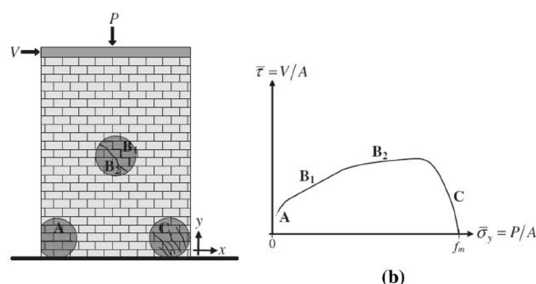 P
V
B₁
B₂
A
C
y
x
τ̅ = V/A
B₂
B₁
A
C
0
fₘ
σ̅ᵧ = P/A
(b)